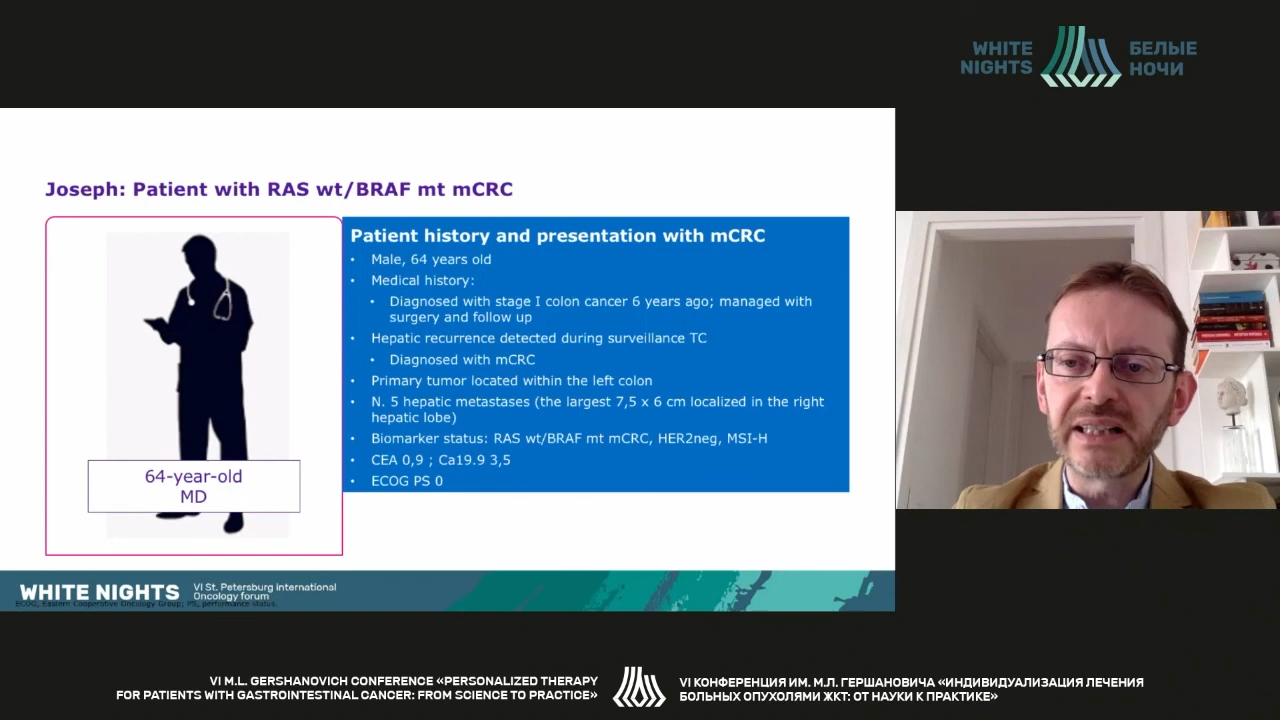 WHITE
NIGHTS
БЕЛЫЕ
НОЧИ
Joseph: Patient with RAS wt/BRAF mt mCRC
64-year-old
MD
Patient history and presentation with mCRC
• Male, 64 years old
• Medical history:
• Diagnosed with stage I colon cancer 6 years ago; managed with
surgery and follow up
• Hepatic recurrence detected during surveillance TC
• Diagnosed with mCRC
• Primary tumor located within the left colon
• N. 5 hepatic metastases (the largest 7,5 x 6 cm localized in the right
hepatic lobe)
• Biomarker status: RAS wt/BRAF mt mCRC, HER2neg, MSI-H
• CEA 0,9 ; Ca19.9 3,5
• ECOG PS 0
WHITE NIGHTS
VI St. Petersburg international
Oncology forum
ECOG, Eastern Cooperative Oncology Group; PS, performance status.
VI M.L. GERSHANOVICH CONFERENCE «PERSONALIZED THERAPY
FOR PATIENTS WITH GASTROINTESTINAL CANCER: FROM SCIENCE TO PRACTICE»
VI КОНФЕРЕНЦИЯ ИМ. М.Л. ГЕРШАНОВИЧА «ИНДИВИДУАЛИЗАЦИЯ ЛЕЧЕНИЯ
БОЛЬНЫХ ОПУХОЛЯМИ ЖКТ: ОТ НАУКИ К ПРАКТИКЕ»